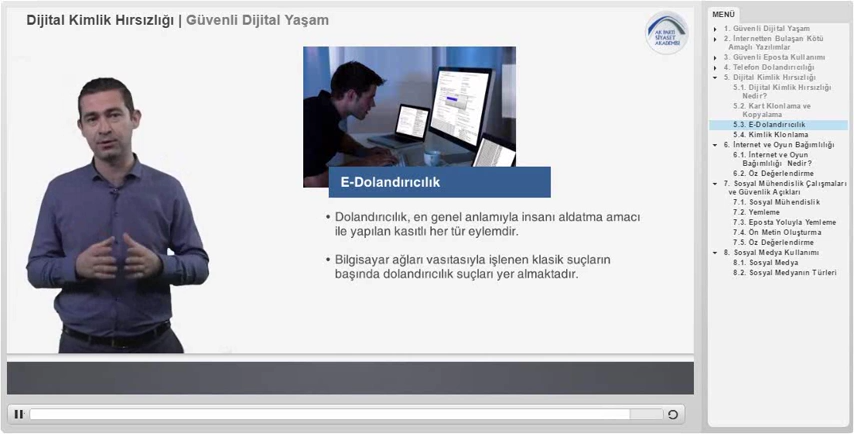 Dijital Kimlik Hırsızlığı | Güvenli Dijital Yaşam
AK PARTİ
SİYASET
AKADEMİSİ
E-Dolandırıcılık
• Dolandırıcılık, en genel anlamıyla insanı aldatma amacı
ile yapılan kasıtlı her tür eylemdir.
• Bilgisayar ağları vasıtasıyla işlenen klasik suçların
başında dolandırıcılık suçları yer almaktadır.
MENÜ
1. Güvenli Dijital Yaşam
2. İnternetten Bulaşan Kötü
Amaçlı Yazılımlar
3. Güvenli Eposta Kullanımı
4. Telefon Dolandırıcılığı
5. Dijital Kimlik Hırsızlığı
5.1. Dijital Kimlik Hırsızlığı
Nedir?
5.2. Kart Klonlama ve
Kopyalama
5.3. E-Dolandırıcılık
5.4. Kimlik Klonlama
6. İnternet ve Oyun Bağımlılığı
6.1. İnternet ve Oyun
Bağımlılığı Nedir?
6.2. Öz Değerlendirme
7. Sosyal Mühendislik Çalışmaları
ve Güvenlik Açıkları
7.1. Sosyal Mühendislik
7.2. Yemleme
7.3. Eposta Yoluyla Yemleme
7.4. Ön Metin Oluşturma
7.5. Öz Değerlendirme
8. Sosyal Medya Kullanımı
8.1. Sosyal Medya
8.2. Sosyal Medyanın Türleri